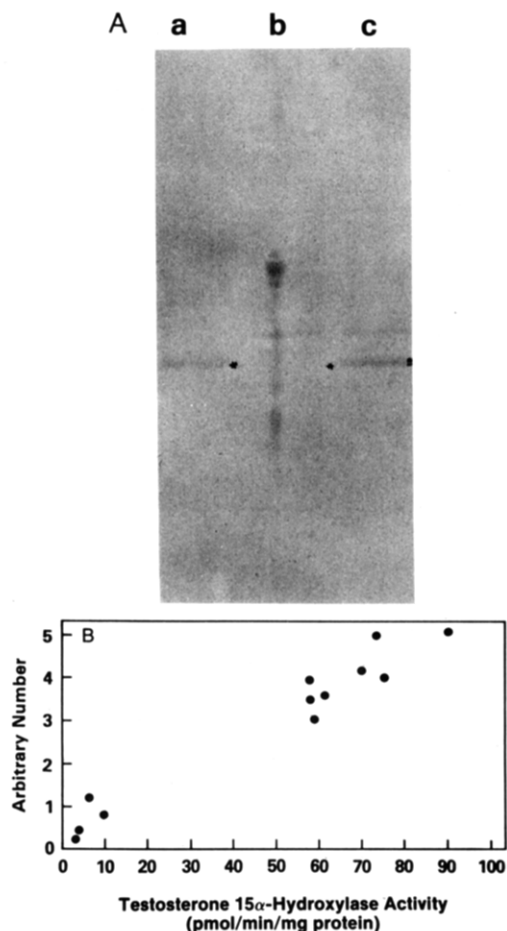 A a b c
B
5
4
3
2
1
0
Arbitrary Number
0 10 20 30 40 50 60 70 80 90 100
Testosterone 15α-Hydroxylase Activity
(pmol/min/mg protein)